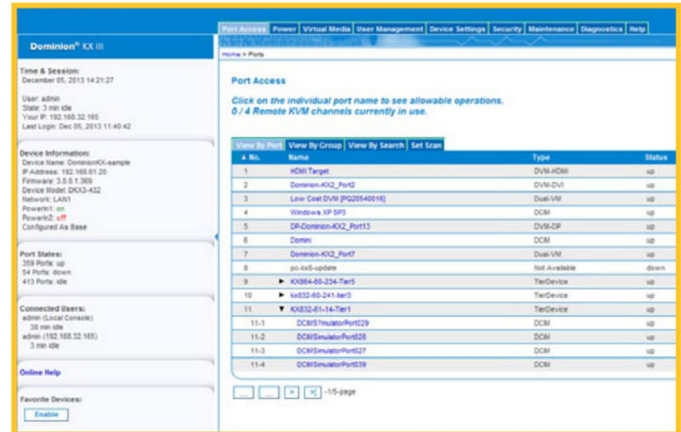 Port Access Power Virtual Media User Management Device Settings Security Maintenance Diagnostics Help
Dominion® KX III
Home > Ports
Time & Session:
December 05, 2013 14:21:27
User: admin
State: 3 min idle
Your IP: 192.168.32.165
Last Login: Dec 05, 2013 11:40:42
Device Information:
Device Name: DominionKX-sample
IP Address: 192.168.61.20
Firmware: 3.0.0.1.369
Device Model: DKX3-432
Network: LAN1
PowerIn1: on
PowerIn2: off
Configured As Base
Port States:
359 Ports: up
54 Ports: down
413 Ports: idle
Connected Users:
admin (Local Console)
38 min idle
admin (192.168.32.165)
3 min idle
Online Help
Favorite Devices:
Enable
Port Access
Click on the individual port name to see allowable operations.
0 / 4 Remote KVM channels currently in use.
View By Port View By Group View By Search Set Scan
▲ No. Name Type Status
1 HDMI Target DVM-HDMI up
2 Dominion-KX2_Port2 DVM-DVI up
3 Low Cost DVM [PQ20540016] Dual-VM up
4 Windows XP SP3 DCIM up
5 DP-Dominion-KX2_Port13 DVM-DP up
6 Domini DCIM up
7 Dominion-KX2_Port7 Dual-VM up
8 pc-kx8-update Not Available down
9 ► KX864-60-234-Tier5 TierDevice up
10 ► kx832-60-241-tier3 TierDevice up
11 ▼ KX832-61-14-Tier1 TierDevice up
11-1 DCIMS?mulatorPort029 DCIM up
11-2 DCIMSimulatorPort028 DCIM up
11-3 DCIMSimulatorPort027 DCIM up
11-4 DCIMSimulatorPort039 DCIM up
... ... > >| -1/5-page